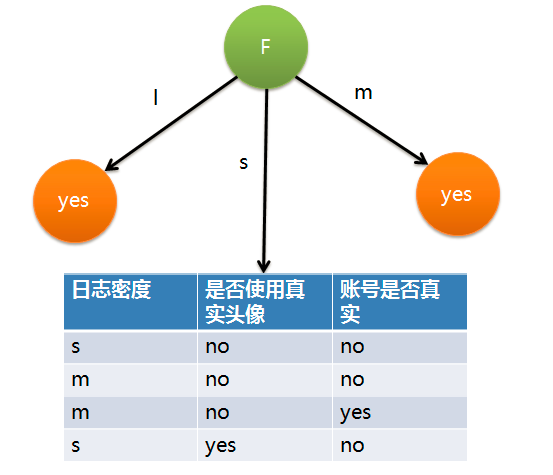 F
l
m
s
yes
yes
日志密度 是否使用真实头像 账号是否真实
s no no
m no no
m no yes
s yes no